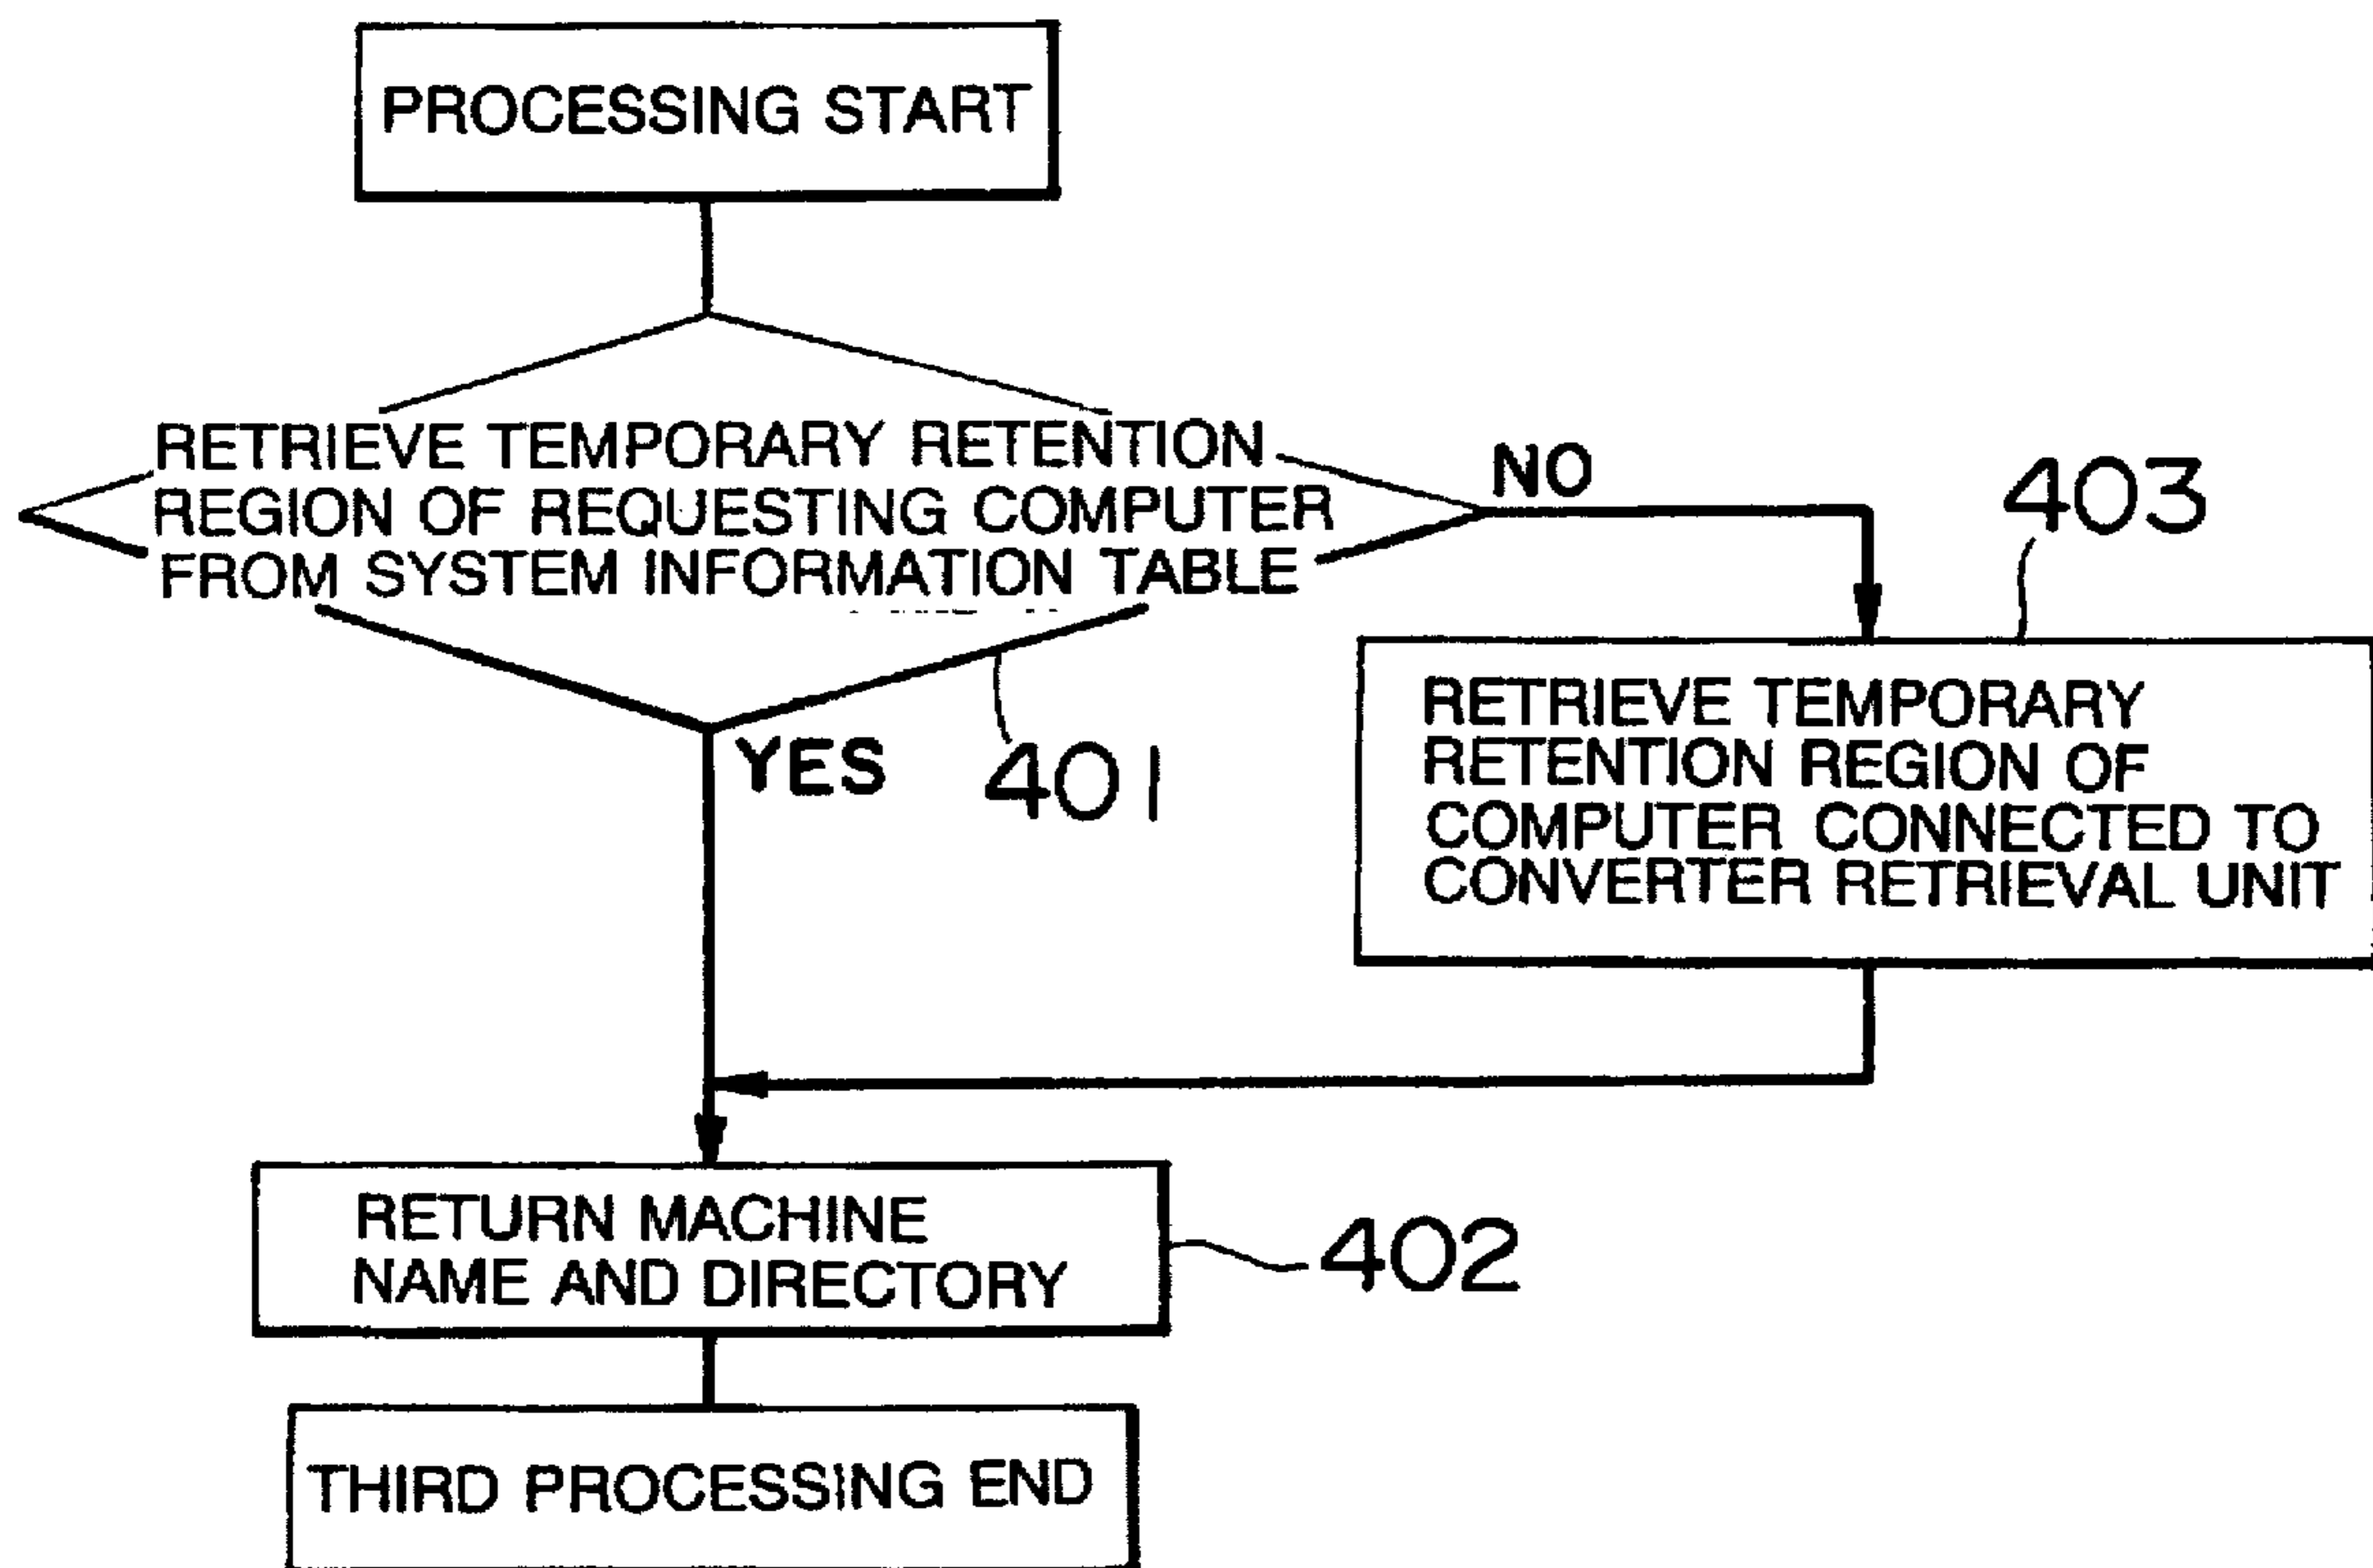 PROCESSING START
RETRIEVE TEMPORARY RETENTION
REGION OF REQUESTING COMPUTER
FROM SYSTEM INFORMATION TABLE
NO
403
YES
401
RETRIEVE TEMPORARY
RETENTION REGION OF
COMPUTER CONNECTED TO
CONVERTER RETRIEVAL UNIT
RETURN MACHINE
NAME AND DIRECTORY
402
THIRD PROCESSING END